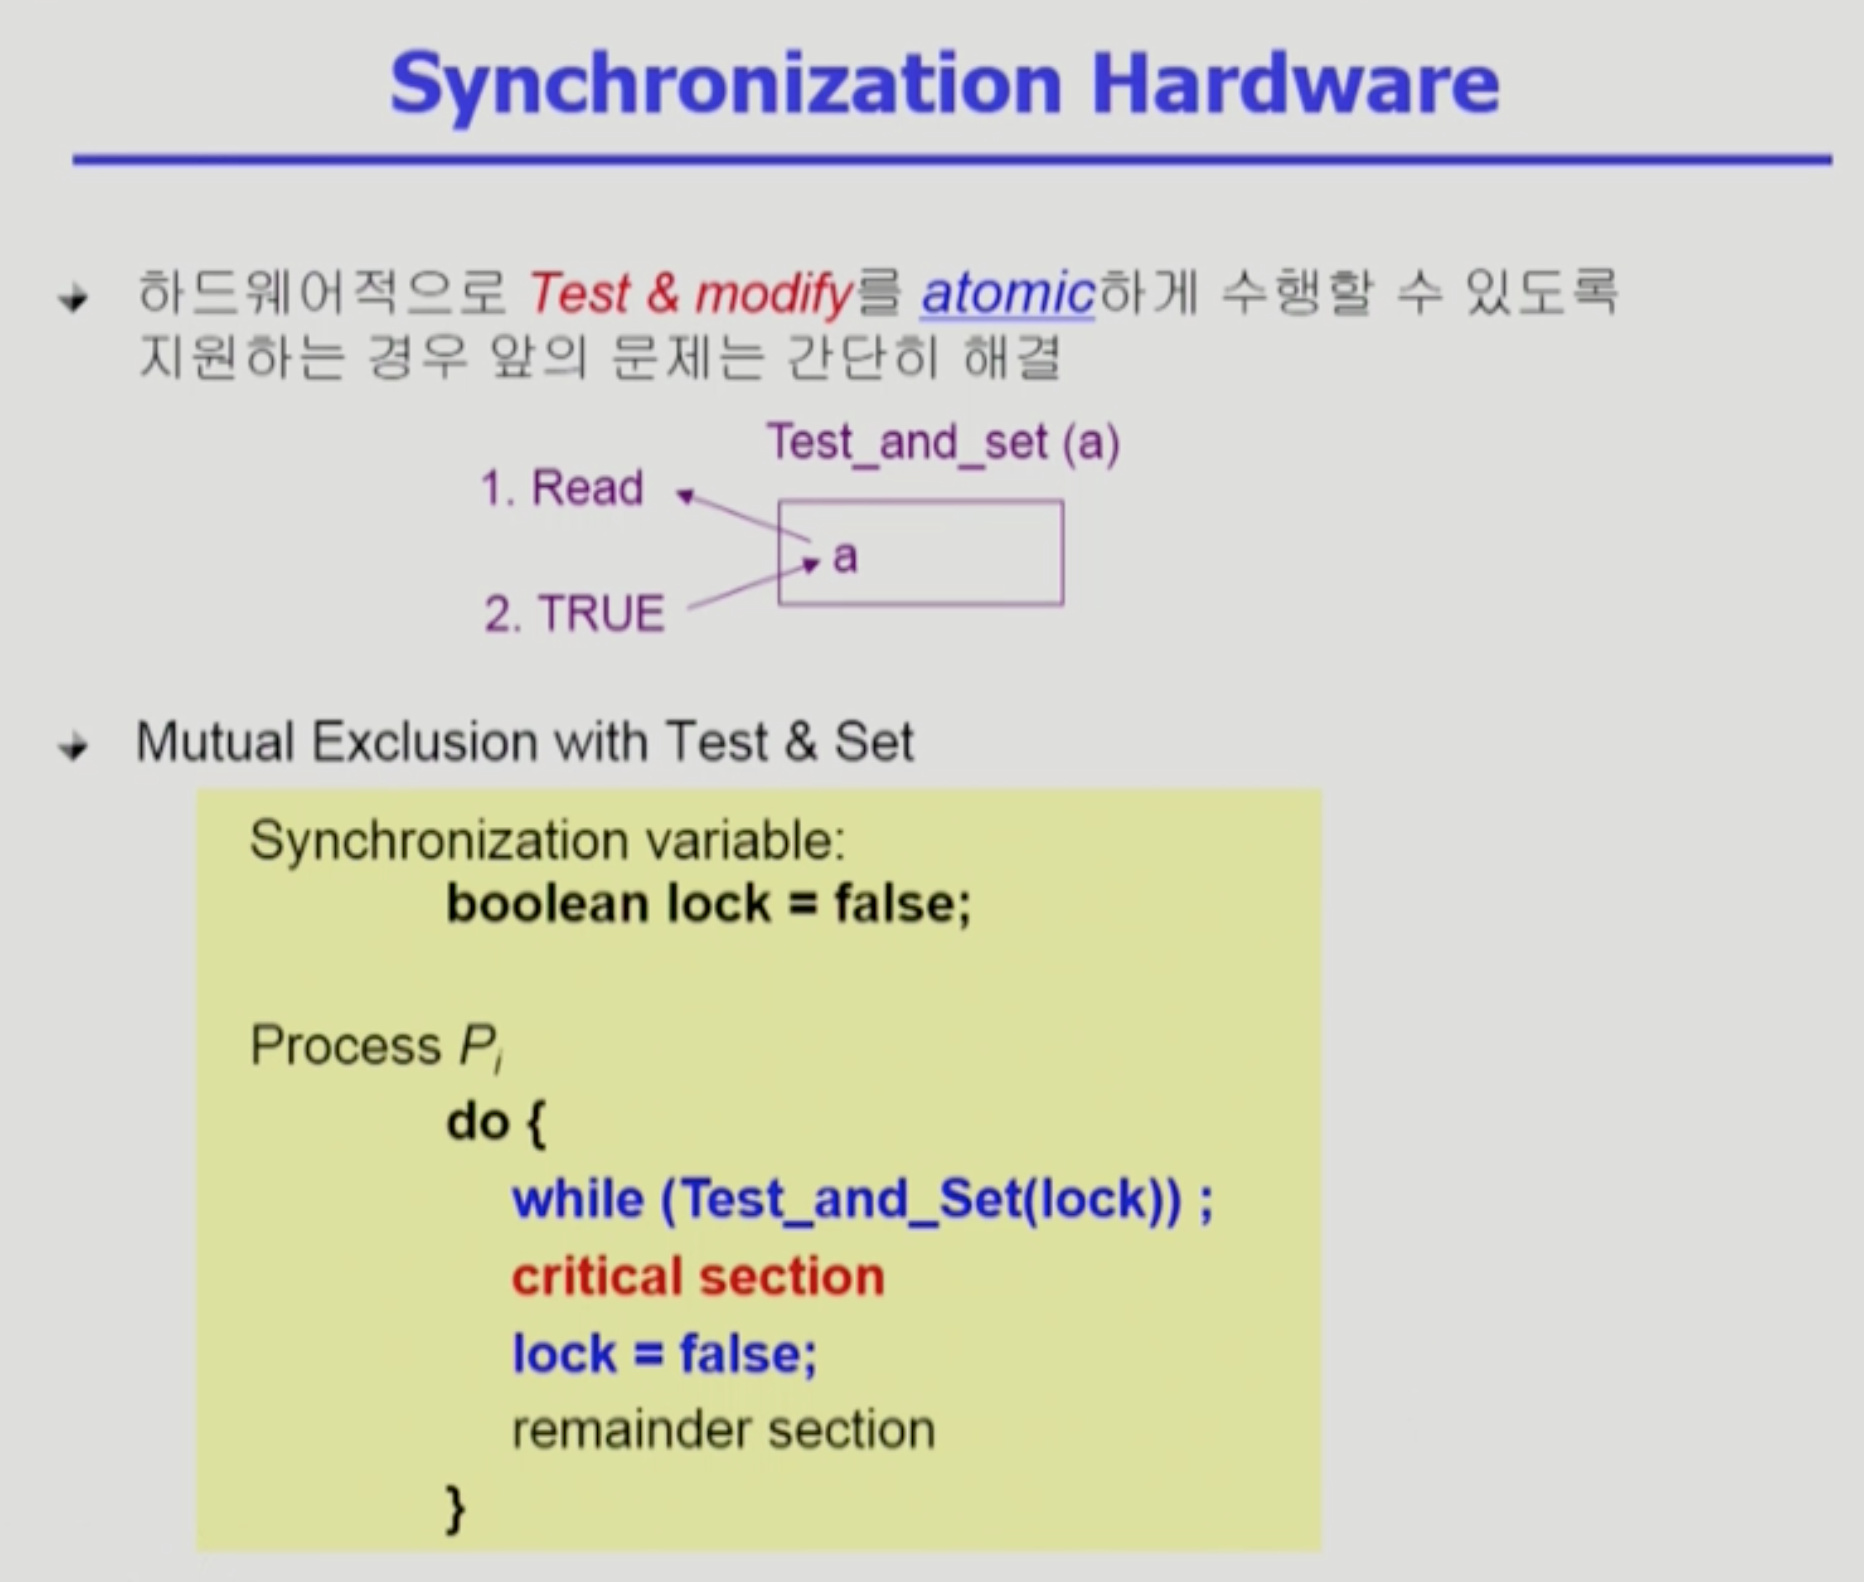 Synchronization Hardware
하드웨어적으로 Test & modify를 atomic하게 수행할 수 있도록
지원하는 경우 앞의 문제는 간단히 해결
Test_and_set (a)
1. Read
a
2. TRUE
Mutual Exclusion with Test & Set
Synchronization variable:
boolean lock = false;
Process Pi
do {
while (Test_and_Set(lock)) ;
critical section
lock = false;
remainder section
}